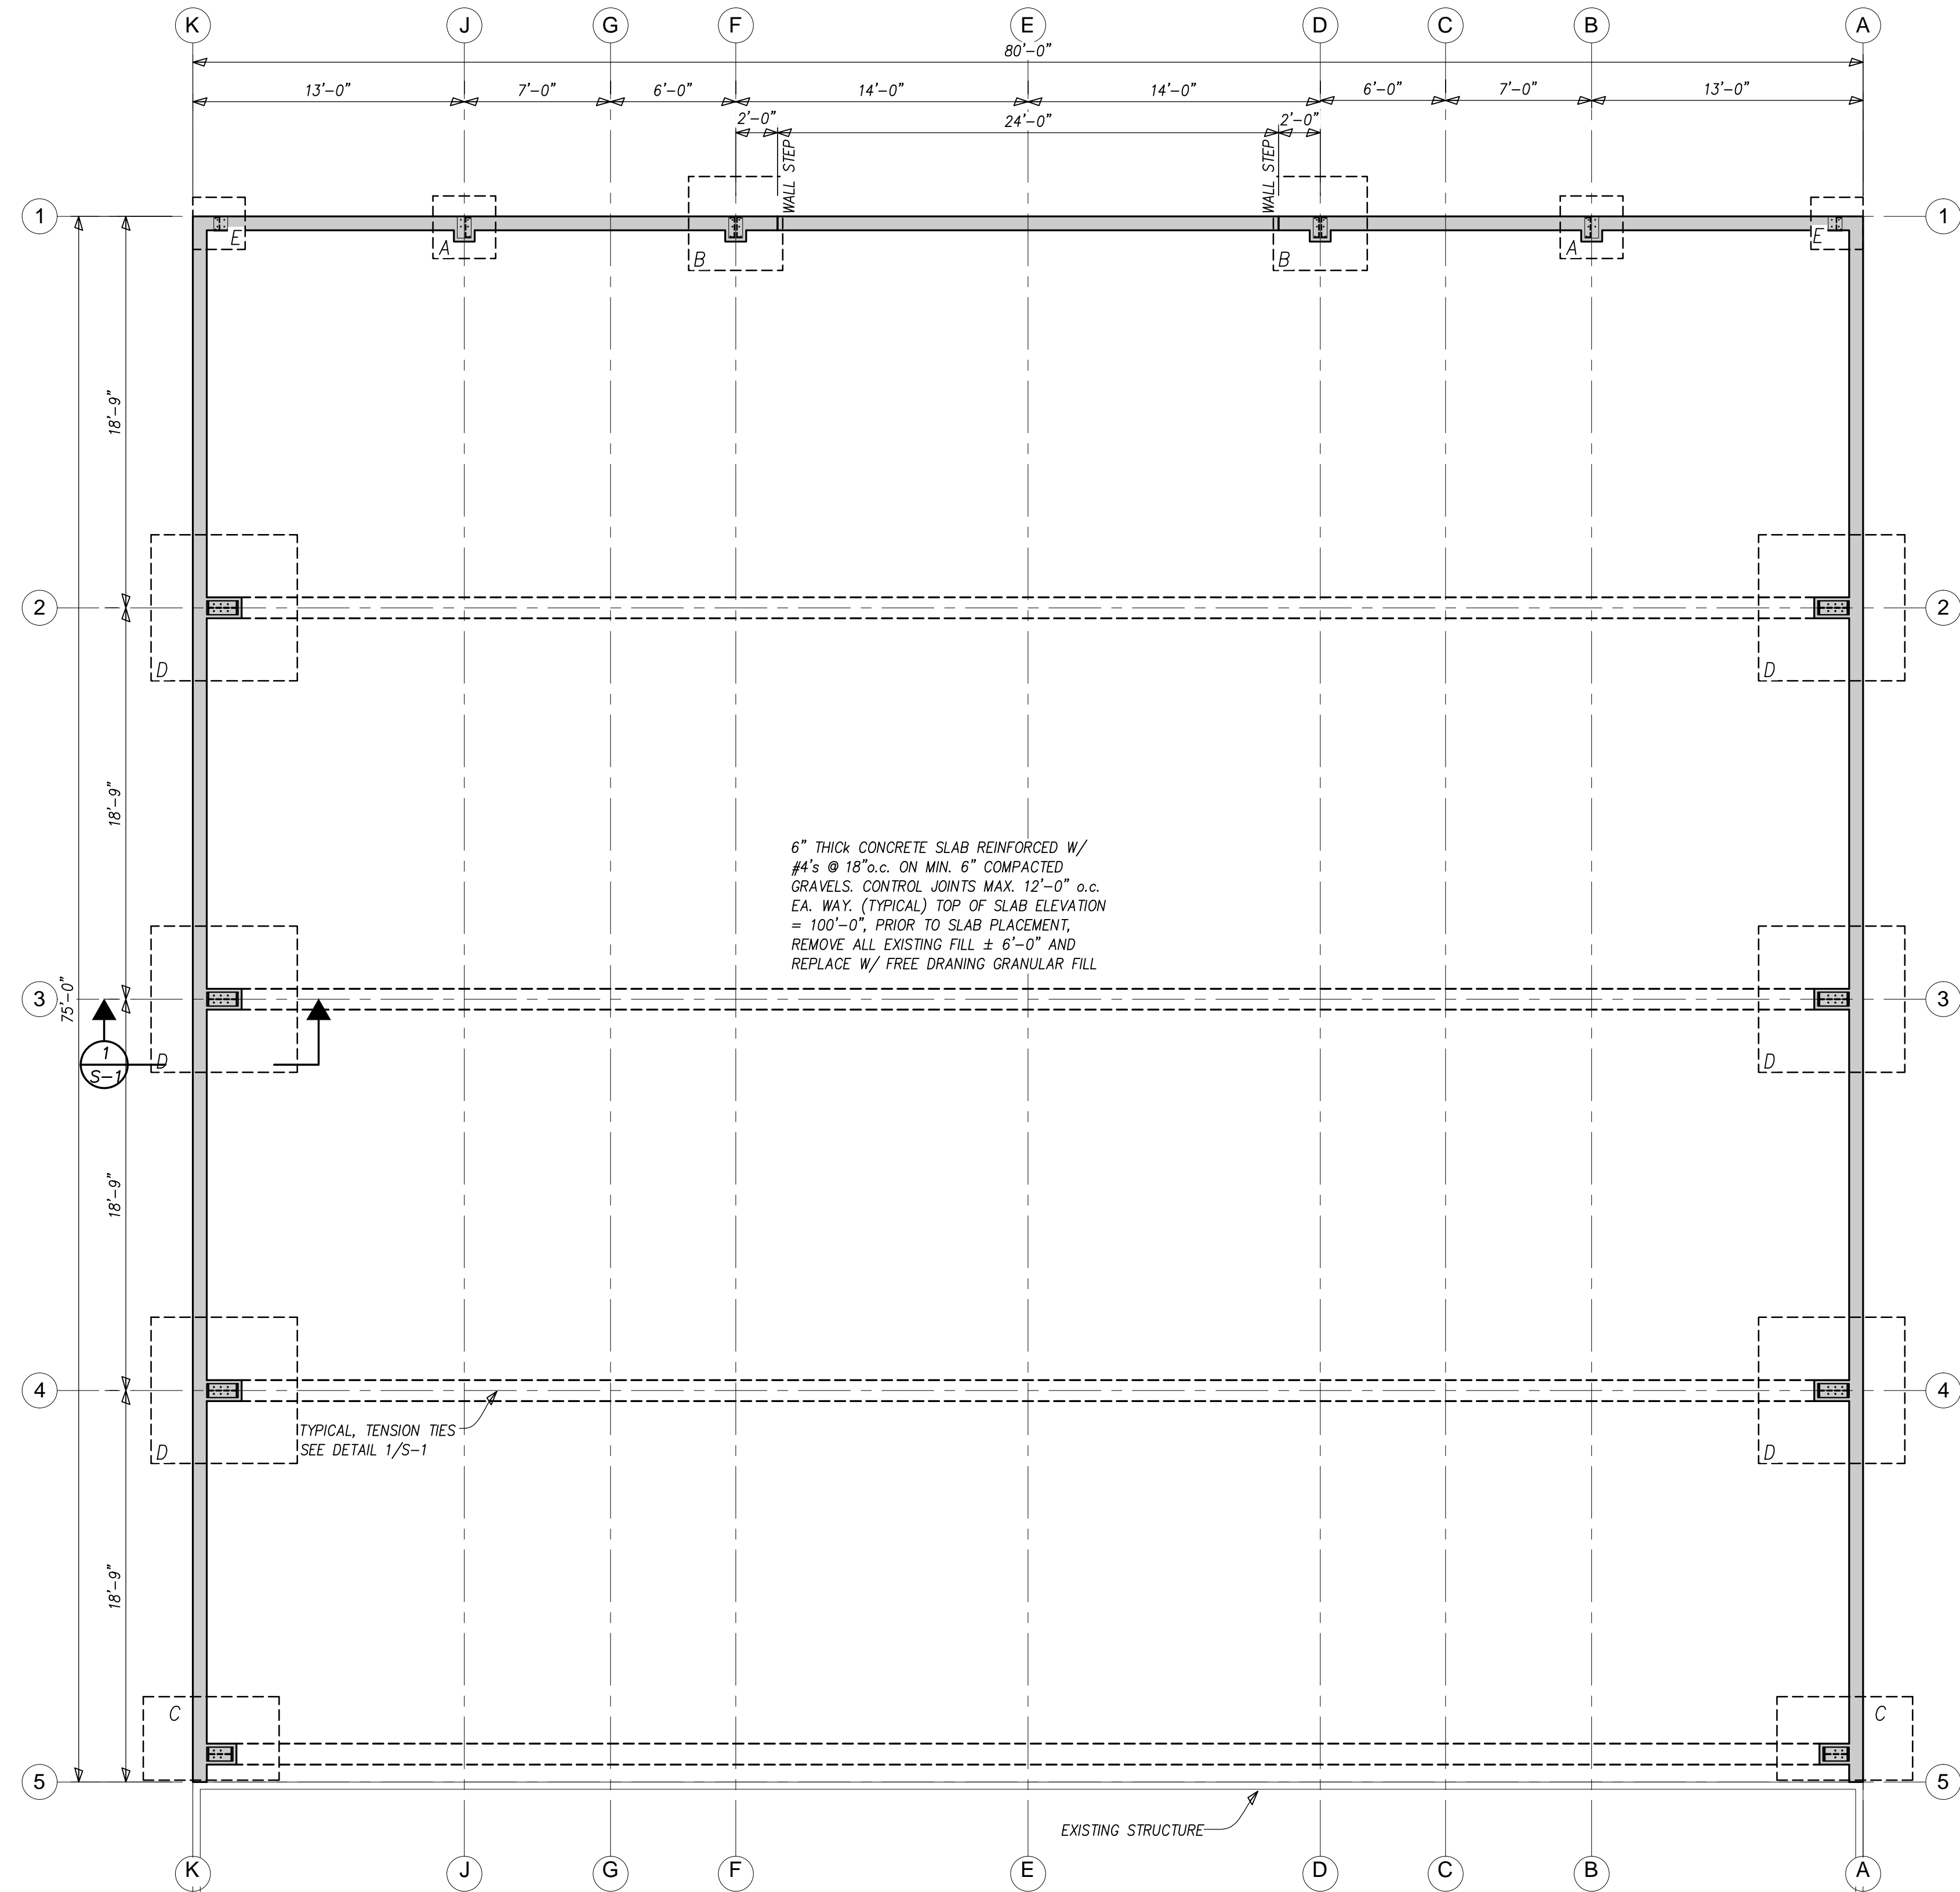 K J G F E D C B A
80'-0"
13'-0" 7'-0" 6'-0" 14'-0" 14'-0" 6'-0" 7'-0" 13'-0"
2'-0" 24'-0" 2'-0"
WALL STEP WALL STEP
1 1
E A B B A E
18'-9"
2 2
D D
18'-9"
6" THICk CONCRETE SLAB REINFORCED W/
#4's @ 18"o.c. ON MIN. 6" COMPACTED
GRAVELS. CONTROL JOINTS MAX. 12'-0" o.c.
EA. WAY. (TYPICAL) TOP OF SLAB ELEVATION
= 100'-0", PRIOR TO SLAB PLACEMENT,
REMOVE ALL EXISTING FILL ± 6'-0" AND
REPLACE W/ FREE DRANING GRANULAR FILL
3 75'-0" 3
1
S-1
D D
18'-9"
4 4
TYPICAL, TENSION TIES
SEE DETAIL 1/S-1
D D
18'-9"
C C
5 5
EXISTING STRUCTURE
K J G F E D C B A